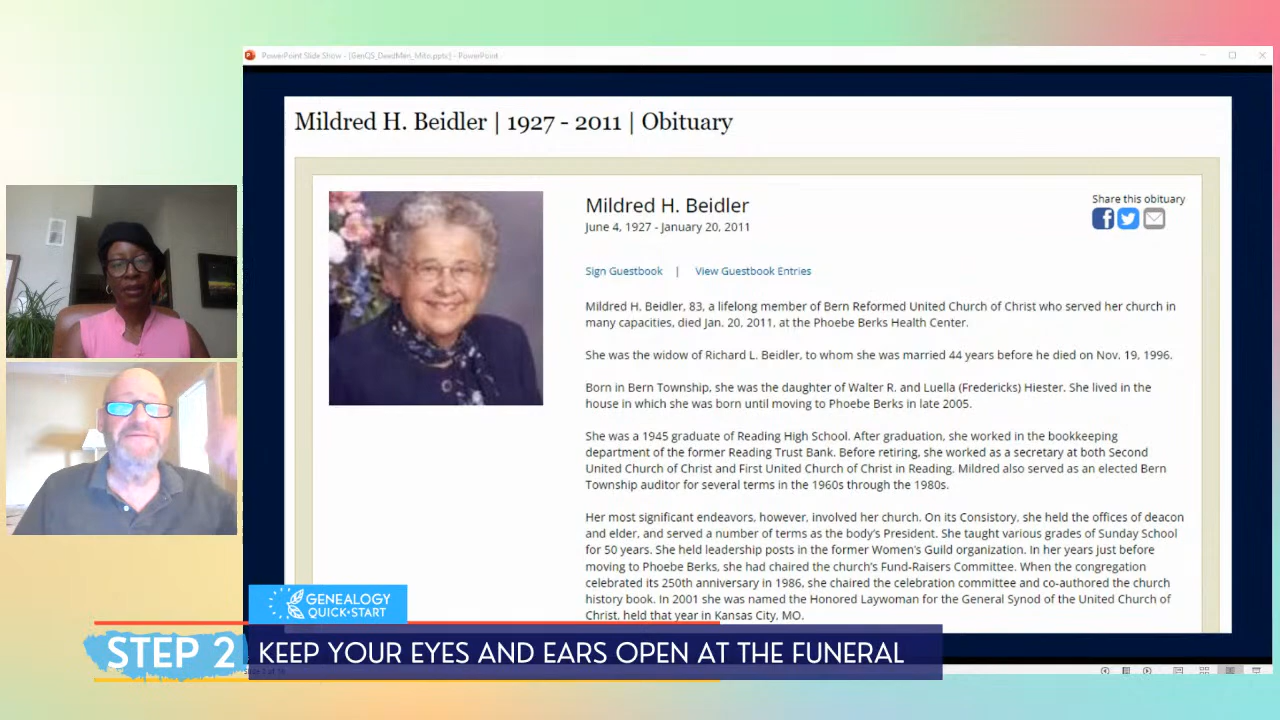 PowerPoint Slide Show - [GenQS_DeedMen_Mito.pptx] - PowerPoint
Mildred H. Beidler | 1927 - 2011 | Obituary
Mildred H. Beidler
June 4, 1927 - January 20, 2011
Share this obituary
Sign Guestbook | View Guestbook Entries
Mildred H. Beidler, 83, a lifelong member of Bern Reformed United Church of Christ who served her church in
many capacities, died Jan. 20, 2011, at the Phoebe Berks Health Center.
She was the widow of Richard L. Beidler, to whom she was married 44 years before he died on Nov. 19, 1996.
Born in Bern Township, she was the daughter of Walter R. and Luella (Fredericks) Hiester. She lived in the
house in which she was born until moving to Phoebe Berks in late 2005.
She was a 1945 graduate of Reading High School. After graduation, she worked in the bookkeeping
department of the former Reading Trust Bank. Before retiring, she worked as a secretary at both Second
United Church of Christ and First United Church of Christ in Reading. Mildred also served as an elected Bern
Township auditor for several terms in the 1960s through the 1980s.
Her most significant endeavors, however, involved her church. On its Consistory, she held the offices of deacon
and elder, and served a number of terms as the body's President. She taught various grades of Sunday School
for 50 years. She held leadership posts in the former Women's Guild organization. In her years just before
moving to Phoebe Berks, she had chaired the church's Fund-Raisers Committee. When the congregation
celebrated its 250th anniversary in 1986, she chaired the celebration committee and co-authored the church
history book. In 2001 she was named the Honored Laywoman for the General Synod of the United Church of
Christ, held that year in Kansas City, MO.
GENEALOGY
QUICK•START
STEP 2 KEEP YOUR EYES AND EARS OPEN AT THE FUNERAL